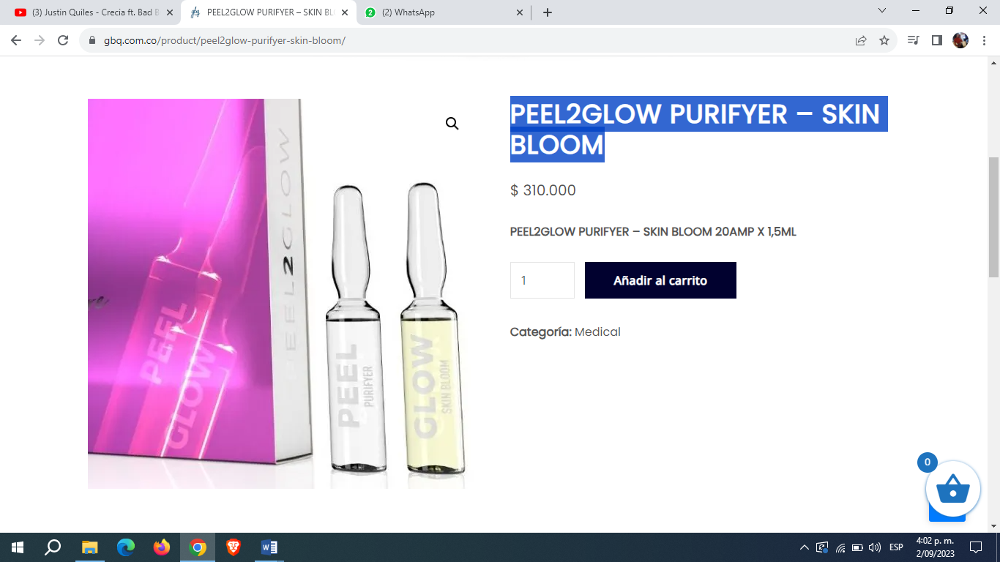 (3) Justin Quiles - Crecia ft. Bad B
PEEL2GLOW PURIFYER – SKIN BL
2
(2) WhatsApp
gbq.com.co/product/peel2glow-purifyer-skin-bloom/
PEEL2GLOW
PEEL
GLOW
PEEL
PURIFYER
GLOW
SKIN BLOOM
PEEL2GLOW PURIFYER – SKIN
BLOOM
$ 310.000
PEEL2GLOW PURIFYER – SKIN BLOOM 20AMP X 1,5ML
1
Añadir al carrito
Categoría: Medical
0
W
ESP
4:02 p. m.
2/09/2023